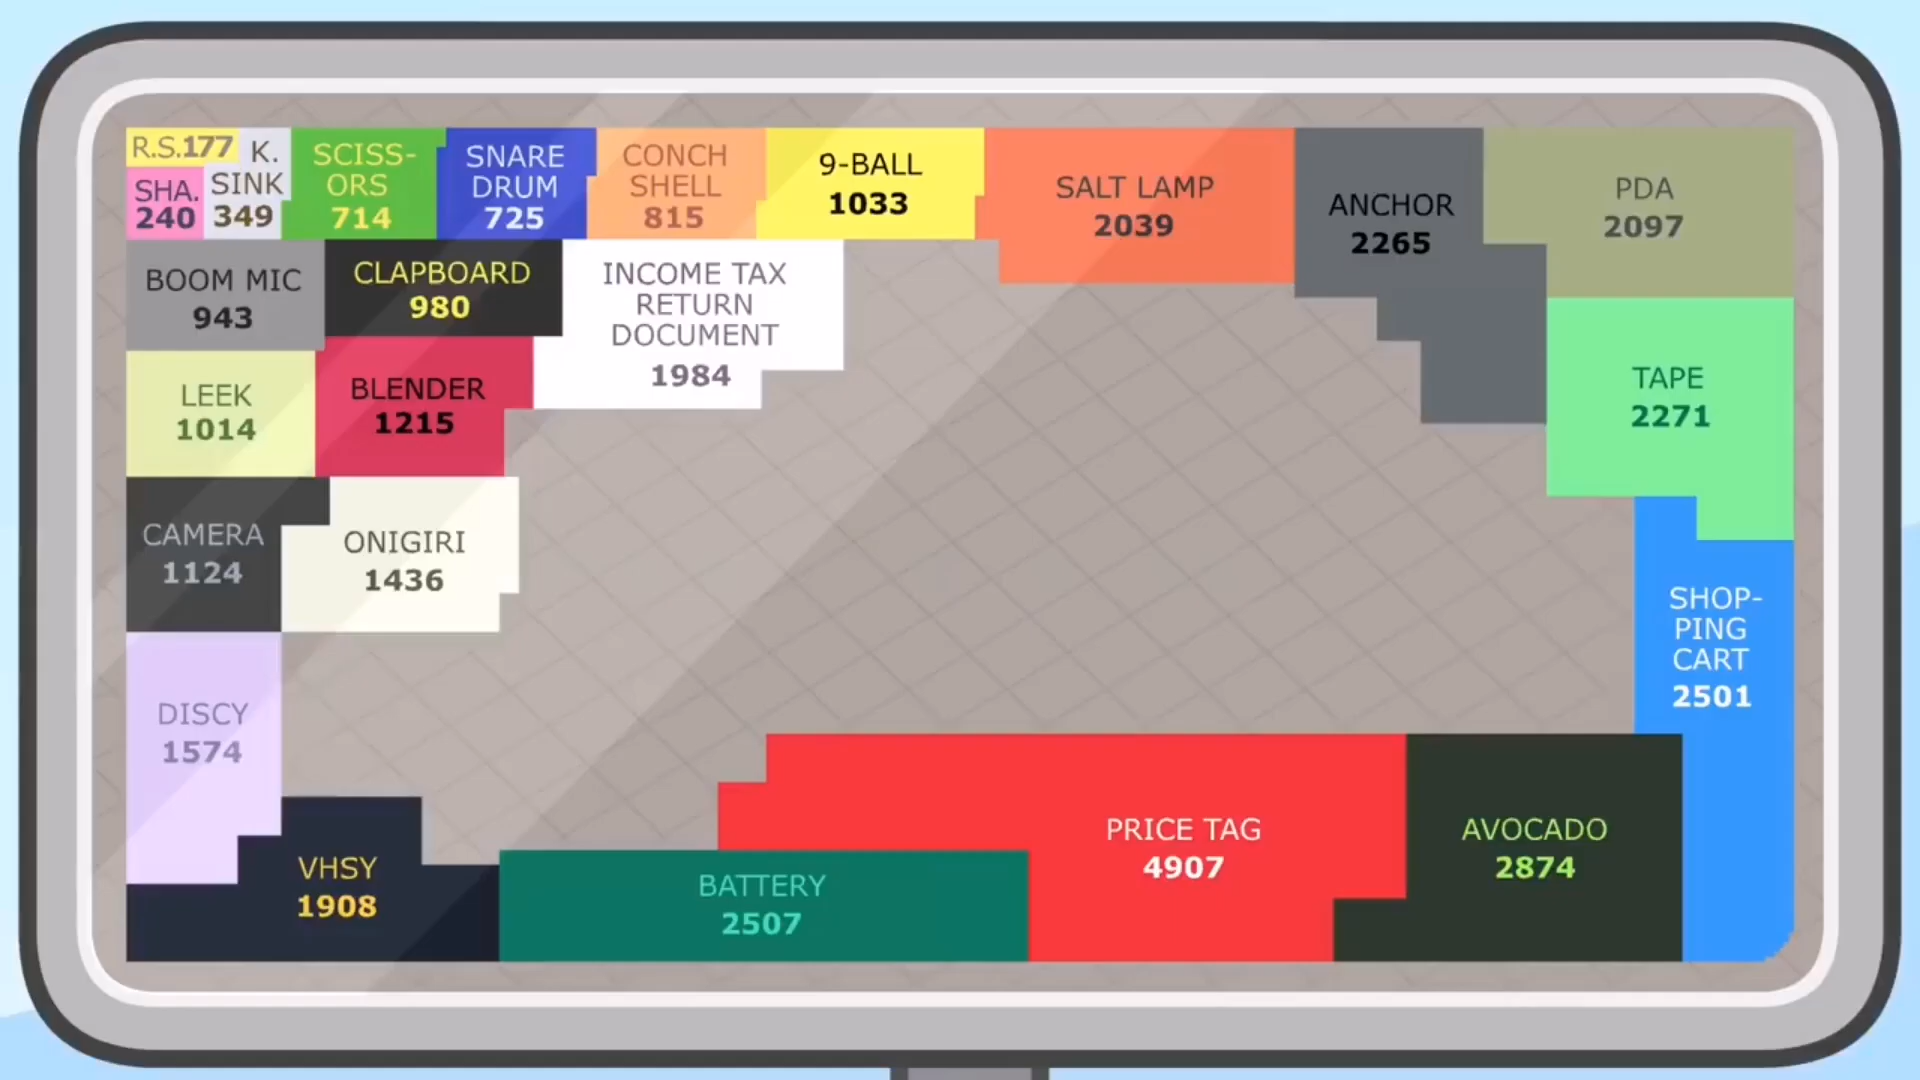 R.S.177
K.
SINK
349
SHA.
240
SCISS-
ORS
714
SNARE
DRUM
725
CONCH
SHELL
815
9-BALL
1033
SALT LAMP
2039
ANCHOR
2265
PDA
2097
BOOM MIC
943
CLAPBOARD
980
INCOME TAX
RETURN
DOCUMENT
1984
LEEK
1014
BLENDER
1215
TAPE
2271
CAMERA
1124
ONIGIRI
1436
SHOP-
PING
CART
2501
DISCY
1574
VHSY
1908
BATTERY
2507
PRICE TAG
4907
AVOCADO
2874